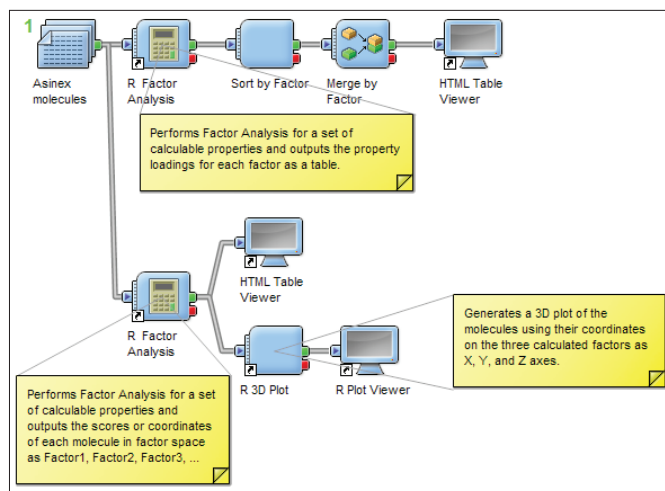 1
Asinex
molecules
R Factor
Analysis
Sort by Factor
Merge by
Factor
HTML Table
Viewer
Performs Factor Analysis for a set of
calculable properties and outputs the property
loadings for each factor as a table.
HTML Table
Viewer
R Factor
Analysis
R 3D Plot
R Plot Viewer
Generates a 3D plot of the
molecules using their coordinates
on the three calculated factors as
X, Y, and Z axes.
Performs Factor Analysis for a set
of calculable properties and
outputs the scores or coordinates
of each molecule in factor space
as Factor1, Factor2, Factor3, ...